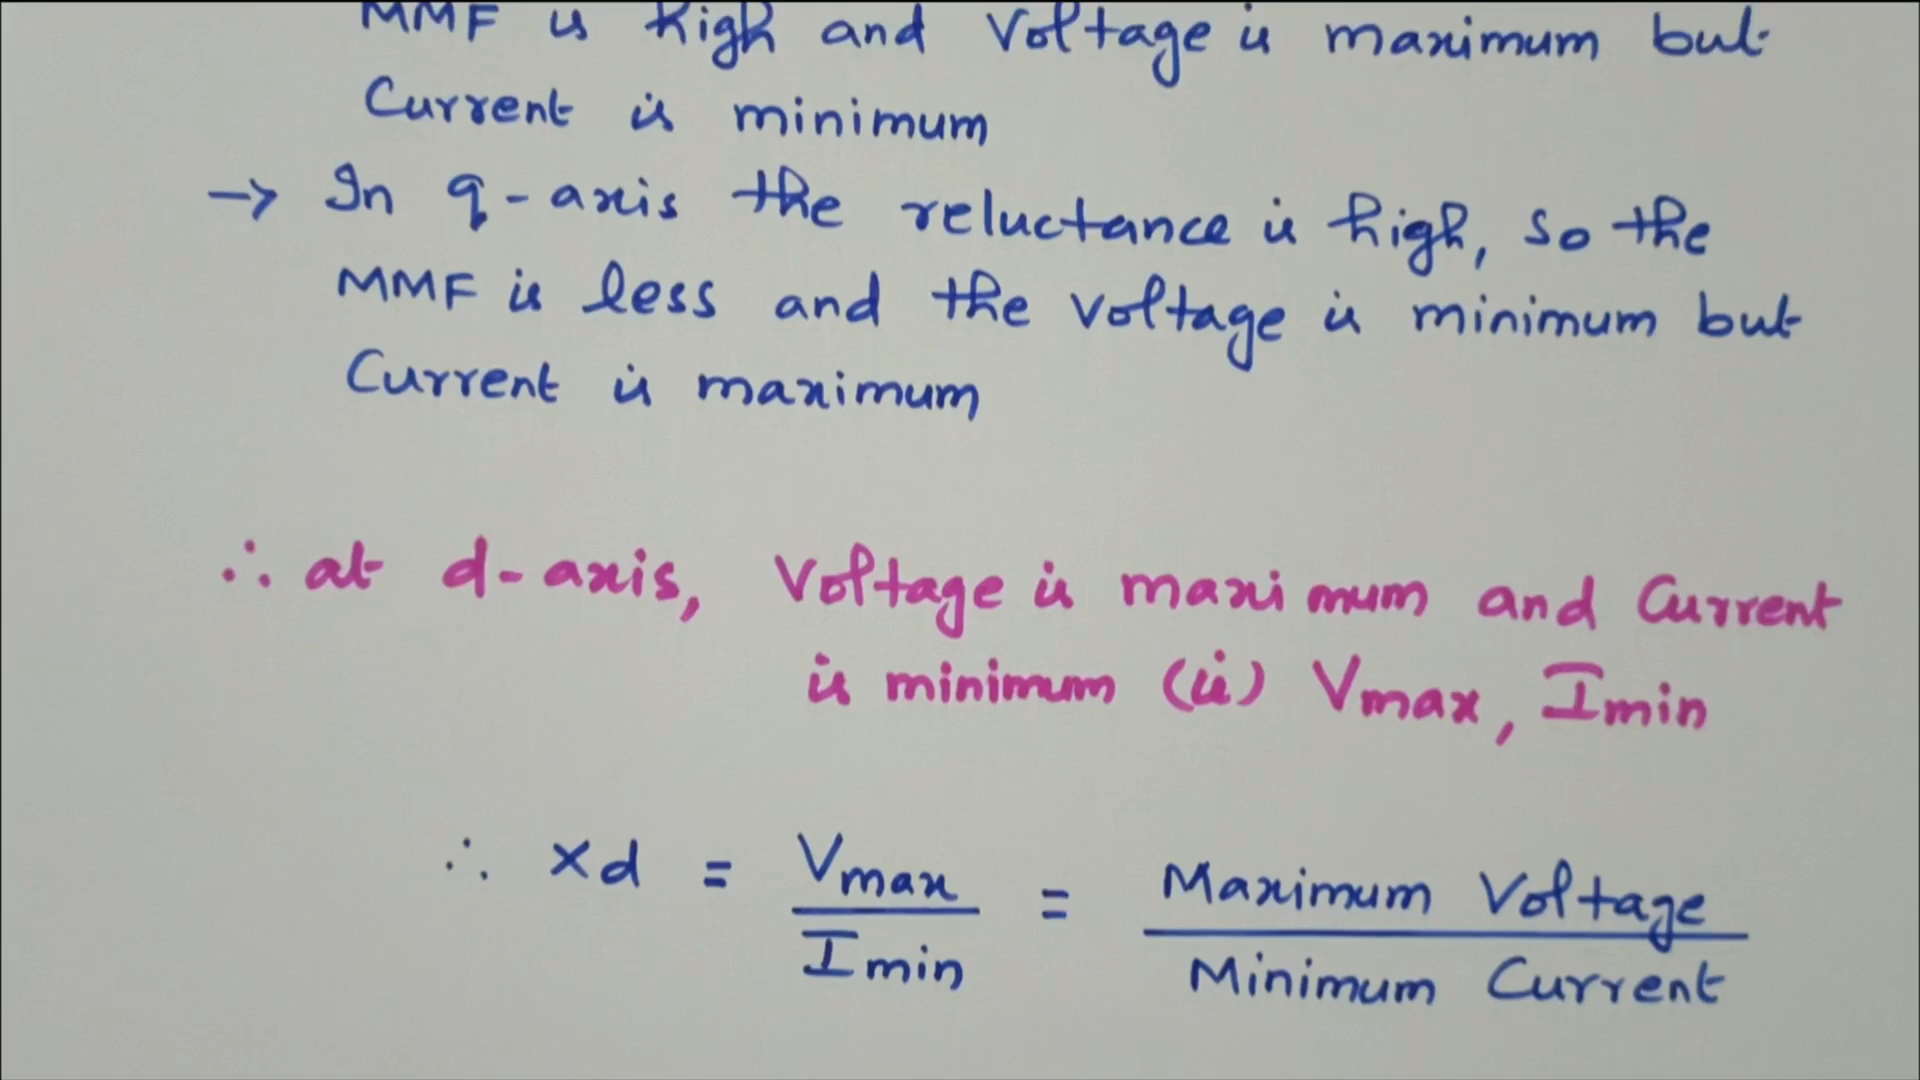 MMF is high and Voltage is maximum but
Current is minimum
→ In q-axis the reluctance is high, so the
MMF is less and the voltage is minimum but
Current is maximum
∴ at d-axis, Voltage is maximum and Current
is minimum (ie) Vmax, Imin
∴ Xd = Vmax / Imin = Maximum Voltage / Minimum Current